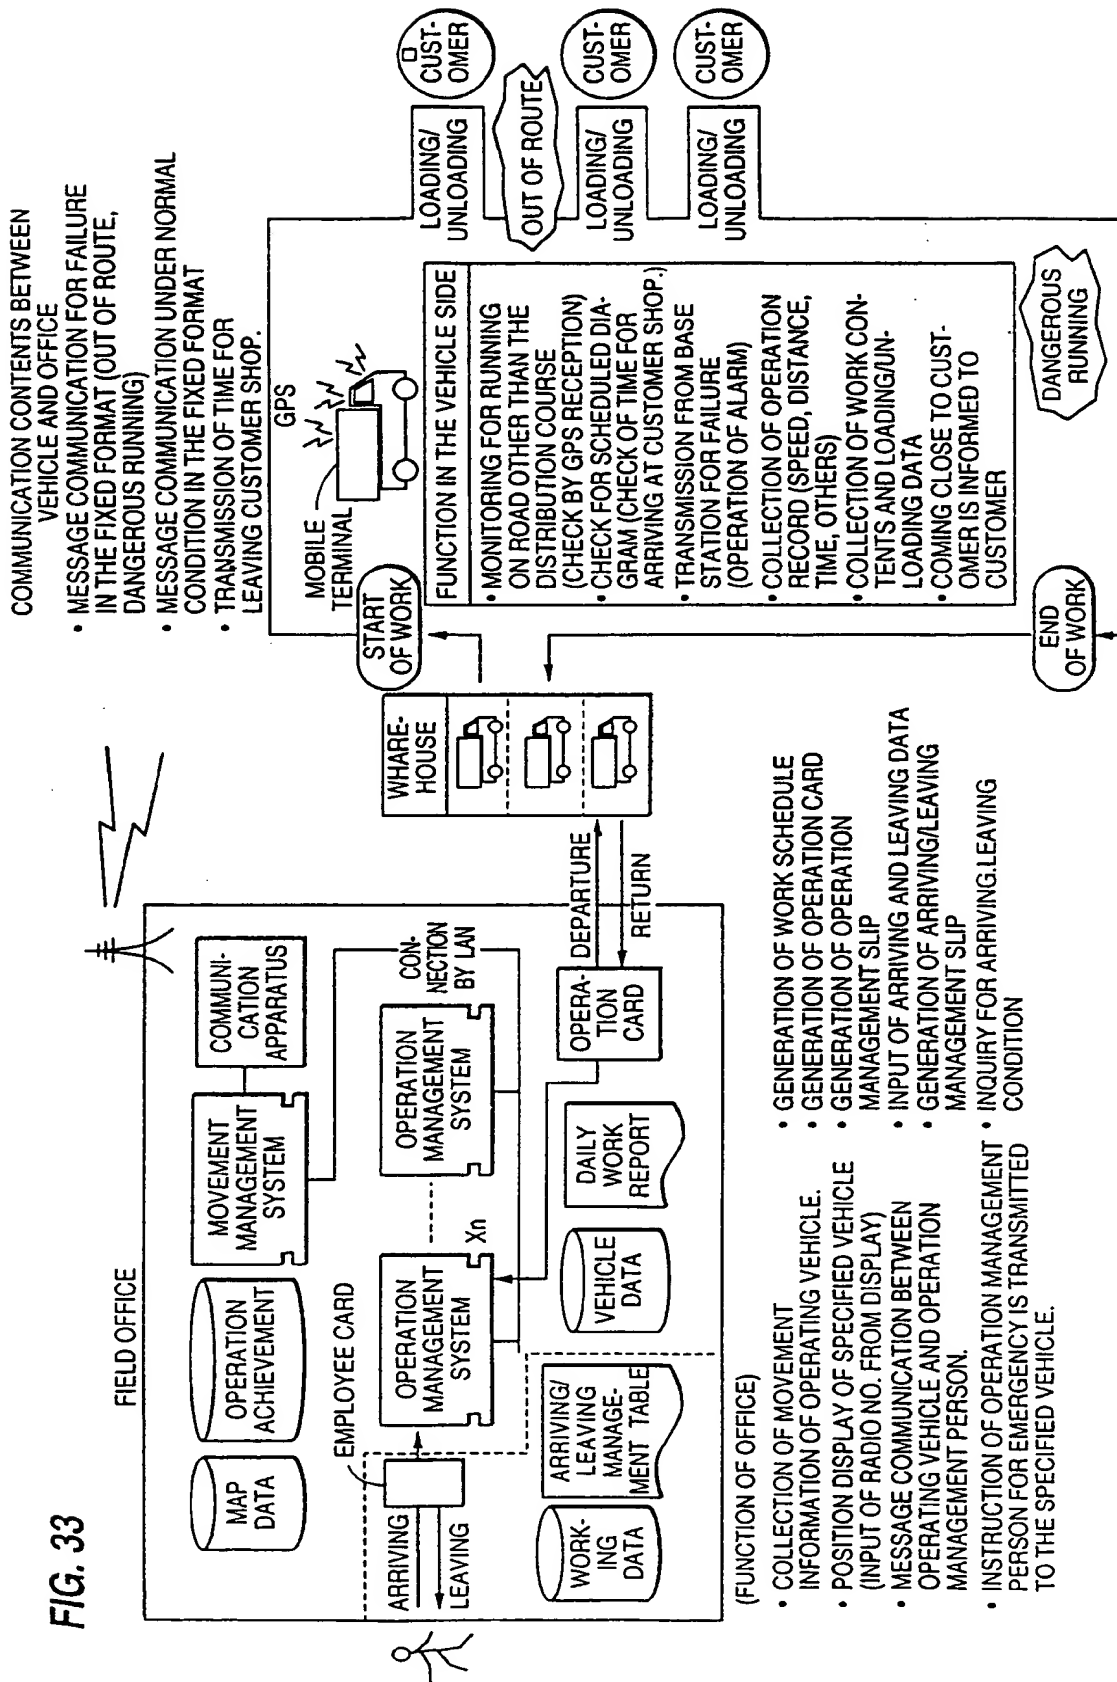 FIG. 33
FIELD OFFICE
MAP
DATA
OPERATION
ACHIEVEMENT
MOVEMENT
MANAGEMENT
SYSTEM
COMMUNI-
CATION
APPARATUS
EMPLOYEE CARD
ARRIVING
LEAVING
OPERATION
MANAGEMENT
SYSTEM
Xn
OPERATION
MANAGEMENT
SYSTEM
CON-
NECTION
BY LAN
WORK-
ING
DATA
ARRIVING/
LEAVING
MANAGE-
MENT TABLE
VEHICLE
DATA
DAILY
WORK
REPORT
OPERA-
TION
CARD
DEPARTURE
RETURN
WHARE-
HOUSE
START
OF WORK
END
OF WORK
MOBILE
TERMINAL
GPS
COMMUNICATION CONTENTS BETWEEN
VEHICLE AND OFFICE
• MESSAGE COMMUNICATION FOR FAILURE
IN THE FIXED FORMAT (OUT OF ROUTE,
DANGEROUS RUNNING)
• MESSAGE COMMUNICATION UNDER NORMAL
CONDITION IN THE FIXED FORMAT
• TRANSMISSION OF TIME FOR
LEAVING CUSTOMER SHOP.
FUNCTION IN THE VEHICLE SIDE
• MONITORING FOR RUNNING
ON ROAD OTHER THAN THE
DISTRIBUTION COURSE
(CHECK BY GPS RECEPTION)
• CHECK FOR SCHEDULED DIA-
GRAM (CHECK OF TIME FOR
ARRIVING AT CUSTOMER SHOP.)
• TRANSMISSION FROM BASE
STATION FOR FAILURE
(OPERATION OF ALARM)
• COLLECTION OF OPERATION
RECORD (SPEED, DISTANCE,
TIME, OTHERS)
• COLLECTION OF WORK CON-
TENTS AND LOADING/UN-
LOADING DATA
• COMING CLOSE TO CUST-
OMER IS INFORMED TO
CUSTOMER
LOADING/
UNLOADING
CUST-
OMER
OUT OF ROUTE
LOADING/
UNLOADING
CUST-
OMER
LOADING/
UNLOADING
CUST-
OMER
DANGEROUS
RUNNING
(FUNCTION OF OFFICE)
• COLLECTION OF MOVEMENT
INFORMATION OF OPERATING VEHICLE.
• POSITION DISPLAY OF SPECIFIED VEHICLE
(INPUT OF RADIO NO. FROM DISPLAY)
• MESSAGE COMMUNICATION BETWEEN
OPERATING VEHICLE AND OPERATION
MANAGEMENT PERSON.
• INSTRUCTION OF OPERATION MANAGEMENT
PERSON FOR EMERGENCY IS TRANSMITTED
TO THE SPECIFIED VEHICLE.
• GENERATION OF WORK SCHEDULE
• GENERATION OF OPERATION CARD
• GENERATION OF OPERATION
MANAGEMENT SLIP
• INPUT OF ARRIVING AND LEAVING DATA
• GENERATION OF ARRIVING/LEAVING
MANAGEMENT SLIP
• INQUIRY FOR ARRIVING.LEAVING
CONDITION